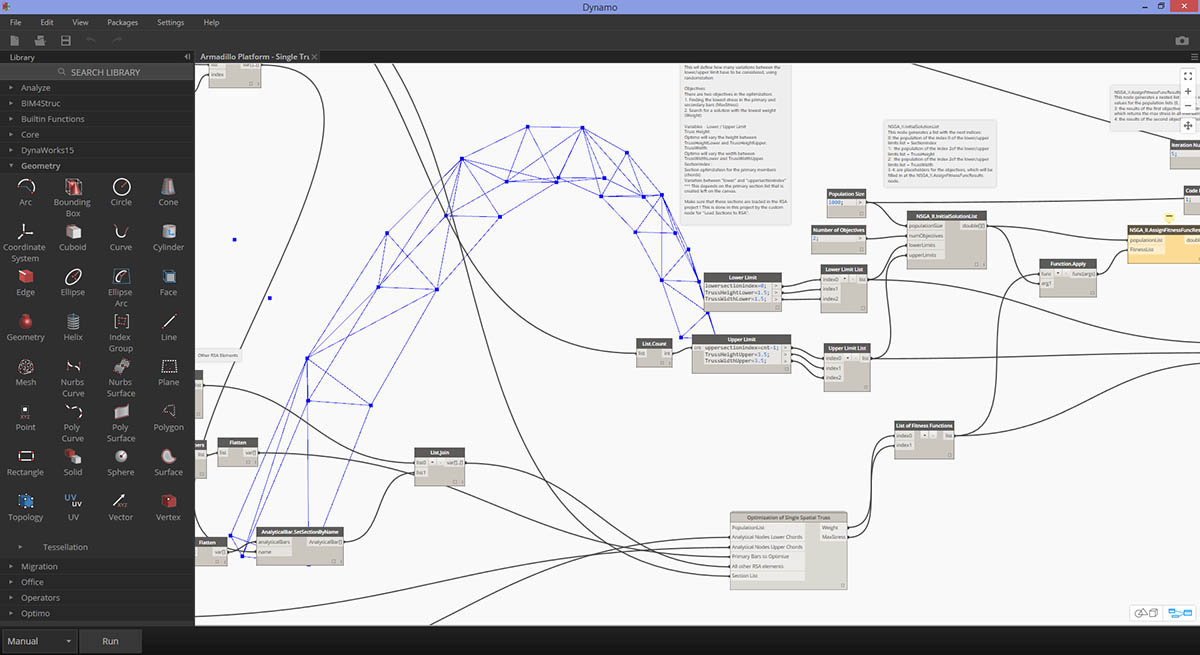 Dynamo
File Edit View Packages Settings Help
Library
Armadillo Platform - Single Tru
SEARCH LIBRARY
Analyze
BIM4Struc
Builtin Functions
Core
DynaWorks15
Geometry
Arc
Bounding Box
Circle
Cone
Coordinate System
Cuboid
Curve
Cylinder
Edge
Ellipse
Ellipse Arc
Face
Geometry
Helix
Index Group
Line
Mesh
Nurbs Curve
Nurbs Surface
Plane
Point
Poly Curve
Poly Surface
Polygon
Rectangle
Solid
Sphere
Surface
Topology
UV
Vector
Vertex
Tessellation
Migration
Office
Operators
Optimo
Manual
Run
index
This will define how many variations between the
lower/upper limit have to be considered, using
randomization
Objectives
There are two objectives in the optimization:
1. Finding the lowest stress in the primary and
secondary bars (MaxStress)
2. Search for a solution with the lowest weight
(Weight)
Variables - Lower / Upper Limit
Truss Height:
Optimo will vary the height between
TrussHeightLower and TrussHeightUpper.
TrussWidth:
Optimo will vary the width between
TrussWidthLower and TrussWidthUpper.
SectionIndex:
Section optimization for the primary members
(chords).
Variation between "lower" and "uppersectionindex"
*** This depends on the primary section list that is
created left on the canvas.
Make sure that these sections are loaded in the RSA
project ! This is done in this project by the custom
node for "Load Sections to RSA".
NSGA_II.InitialSolutionList
This node generates a list with the next indices:
0: the population of the index 0 of the lower/upper
limits list = SectionIndex
1: the population of the index 1 of the lower/upper
limits list = TrussHeight
2: the population of the index 2 of the lower/upper
limits list = TrussWidth
3-4 are placeholders for the objectives, which will be
filled in at the NSGA_II.AssignFitnessFuncResults
node.
NSGA_II.AssignFitnessFuncResults
This node generates a nested list
values for the population lists (0,
3: the results of the first objective
which returns the max stress in all
4: the results of the second object
Iteration Nu
5;
Code
1;
Population Size
1000;
Number of Objectives
2;
NSGA_II.InitialSolutionList
populationSize double[][]
numObjectives
lowerLimits
upperLimits
NSGA_II.AssignFitnessFuncRes
populationList doub
FitnessList
Function.Apply
func func(args)
arg1
Lower Limit
lowersectionindex=0;
TrussHeightLower=1.5;
TrussWidthLower=1.5;
Lower Limit List
index0 list
index1
index2
List.Count
list int
Upper Limit
cnt uppersectionindex=cnt-1;
TrussHeightUpper=3.5;
TrussWidthUpper=3.5;
Upper Limit List
index0 list
index1
index2
Other RSA Elements
Flatten
list var[]
List.Join
list0 var[]..[]
list1
List of Fitness Functions
index0 list
index1
Flatten
var[]
AnalyticalBar.SetSectionByName
analyticalBars AnalyticalBar[]
name
Optimisation of Single Spatial Truss
PopulationList Weight
Analytical Nodes Lower Chords MaxStress
Analytical Nodes Upper Chords
Primary Bars to Optimise
All other RSA elements
Section List